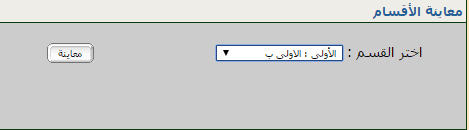 معاينة الأقسام
اختر القسم : الأولى : الاولى ب معاينة